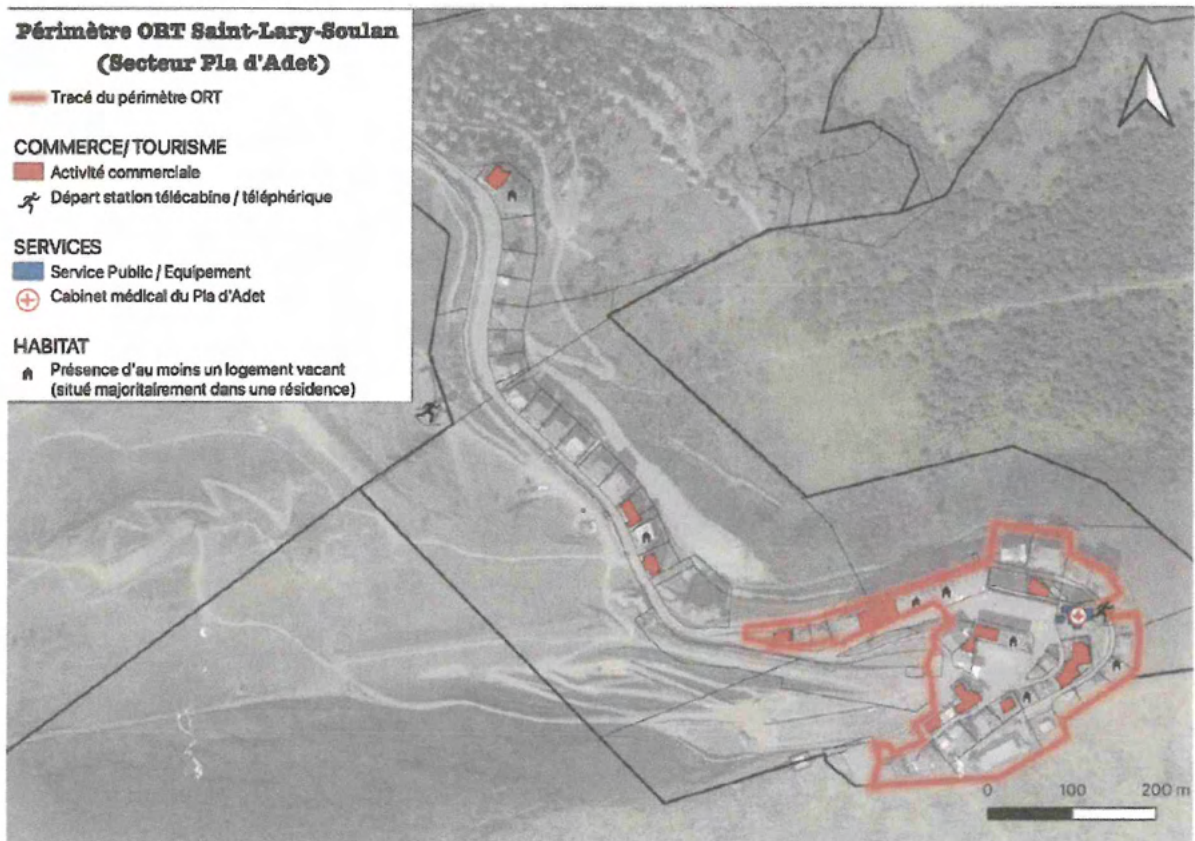 Périmètre ORT Saint-Lary-Soulan
(Secteur Pla d'Adet)
Tracé du périmètre ORT
COMMERCE/ TOURISME
Activité commerciale
Départ station télécabine / téléphérique
SERVICES
Service Public / Equipement
Cabinet médical du Pla d'Adet
HABITAT
Présence d'au moins un logement vacant
(situé majoritairement dans une résidence)
0 100 200 m